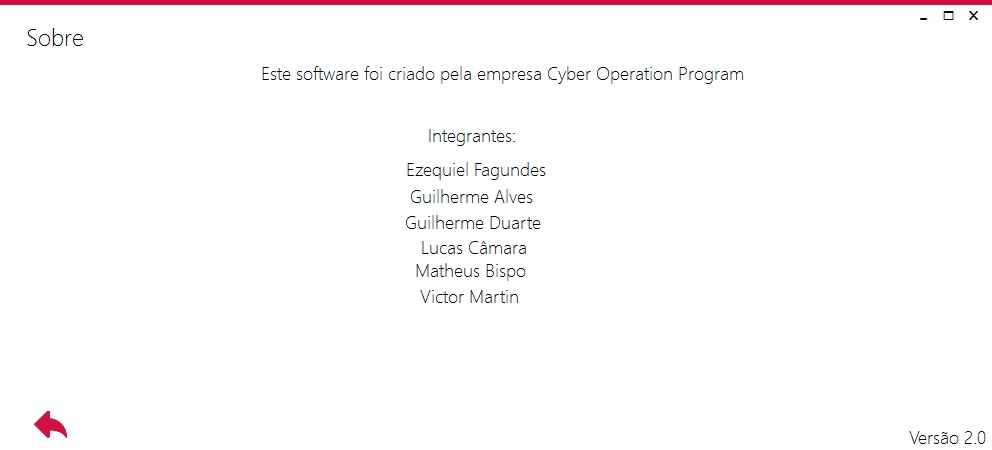 Sobre
Este software foi criado pela empresa Cyber Operation Program
Integrantes:
Ezequiel Fagundes
Guilherme Alves
Guilherme Duarte
Lucas Câmara
Matheus Bispo
Victor Martin
Versão 2.0